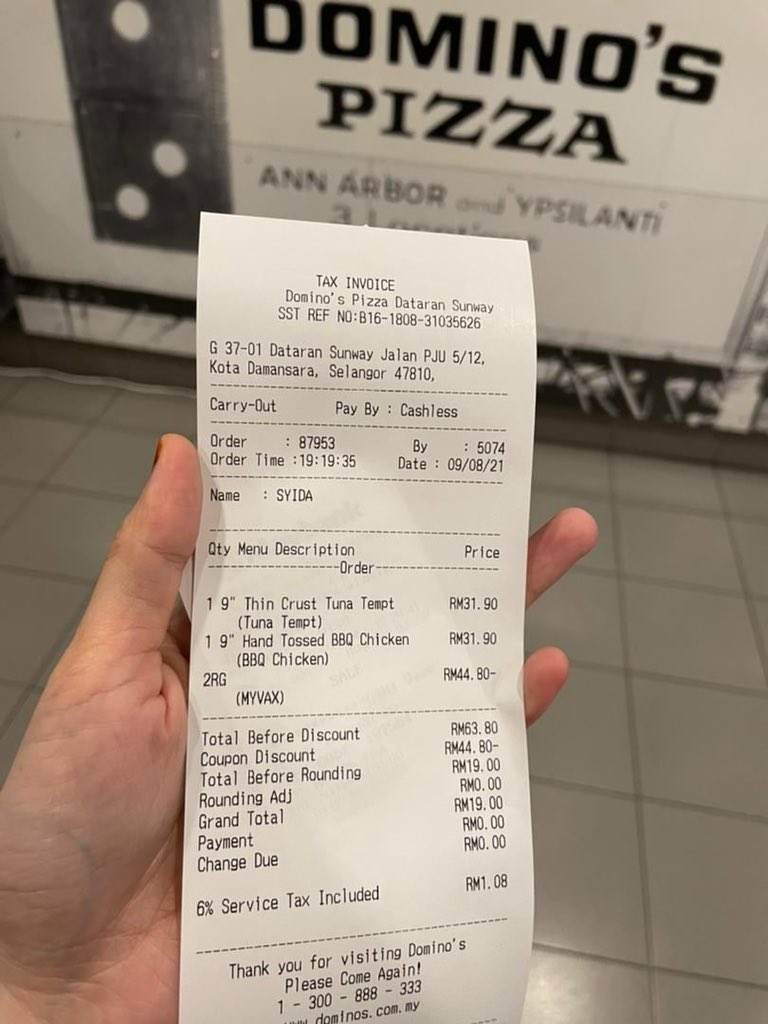 DOMINO'S
PIZZA
ANN ARBOR and YPSILANTI
3 Locations
TAX INVOICE
Domino's Pizza Dataran Sunway
SST REF NO:B16-1808-31035626
G 37-01 Dataran Sunway Jalan PJU 5/12,
Kota Damansara, Selangor 47810,
Carry-Out Pay By : Cashless
Order : 87953 By : 5074
Order Time :19:19:35 Date : 09/08/21
Name : SYIDA
Qty Menu Description Price
Order
1 9" Thin Crust Tuna Tempt RM31.90
(Tuna Tempt)
1 9" Hand Tossed BBQ Chicken RM31.90
(BBQ Chicken)
2RG RM44.80-
(MYVAX)
Total Before Discount RM63.80
Coupon Discount RM44.80-
Total Before Rounding RM19.00
Rounding Adj RM0.00
Grand Total RM19.00
Payment RM0.00
Change Due RM0.00
6% Service Tax Included RM1.08
Thank you for visiting Domino's
Please Come Again!
1 - 300 - 888 - 333
www.dominos.com.my